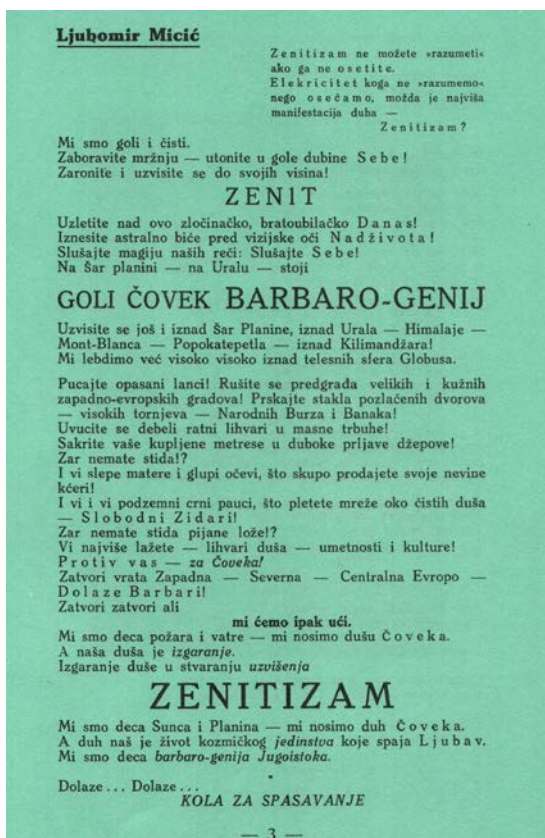 Ljubomir Micić
Zenitizam ne možete »razumeti«
ako ga ne osetite.
Elekricitet koga ne »razumemo«
nego osećamo, možda je najviša
manifestacija duha —
Zenitizam?
Mi smo goli i čisti.
Zaboravite mržnju — utonite u gole dubine Sebe!
Zaronite i uzvisite se do svojih visina!
ZENIT
Uzletite nad ovo zločinačko, bratoubilačko Danas!
Iznesite astralno biće pred vizijske oči Nadživota!
Slušajte magiju naših reči: Slušajte Sebe!
Na Šar planini — na Uralu — stoji
GOLI ČOVEK BARBARO-GENIJ
Uzvisite se još i iznad Šar Planine, iznad Urala — Himalaje —
Mont-Blanca — Popokatepetla — iznad Kilimandžara!
Mi lebdimo već visoko visoko iznad telesnih sfera Globusa.
Pucajte opasani lanci! Rušite se predgrađa velikih i kužnih
zapadno-evropskih gradova! Prskajte stakla pozlaćenih dvorova
— visokih tornjeva — Narodnih Burza i Banaka!
Uvucite se debeli ratni lihvari u masne trbuhe!
Sakrite vaše kupljene metrese u duboke prljave džepove!
Zar nemate stida!?
I vi slepe matere i glupi očevi, što skupo prodajete svoje nevine
kćeri!
I vi i vi podzemni crni pauci, što pletete mreže oko čistih duša
— Slobodni Zidari!
Zar nemate stida pijane lože!?
Vi najviše lažete — lihvari duša — umetnosti i kulture!
Protiv vas — za Čoveka!
Zatvori vrata Zapadna — Severna — Centralna Evropo —
Dolaze Barbari!
Zatvori zatvori ali
mi ćemo ipak ući.
Mi smo deca požara i vatre — mi nosimo dušu Čoveka.
A naša duša je izgaranje.
Izgaranje duše u stvaranju uzvišenja
ZENITIZAM
Mi smo deca Sunca i Planina — mi nosimo duh Čoveka.
A duh naš je život kozmičkog jedinstva koje spaja Ljubav.
Mi smo deca barbaro-genija Jugoistoka.
Dolaze... Dolaze...
KOLA ZA SPASAVANJE
— 3 —